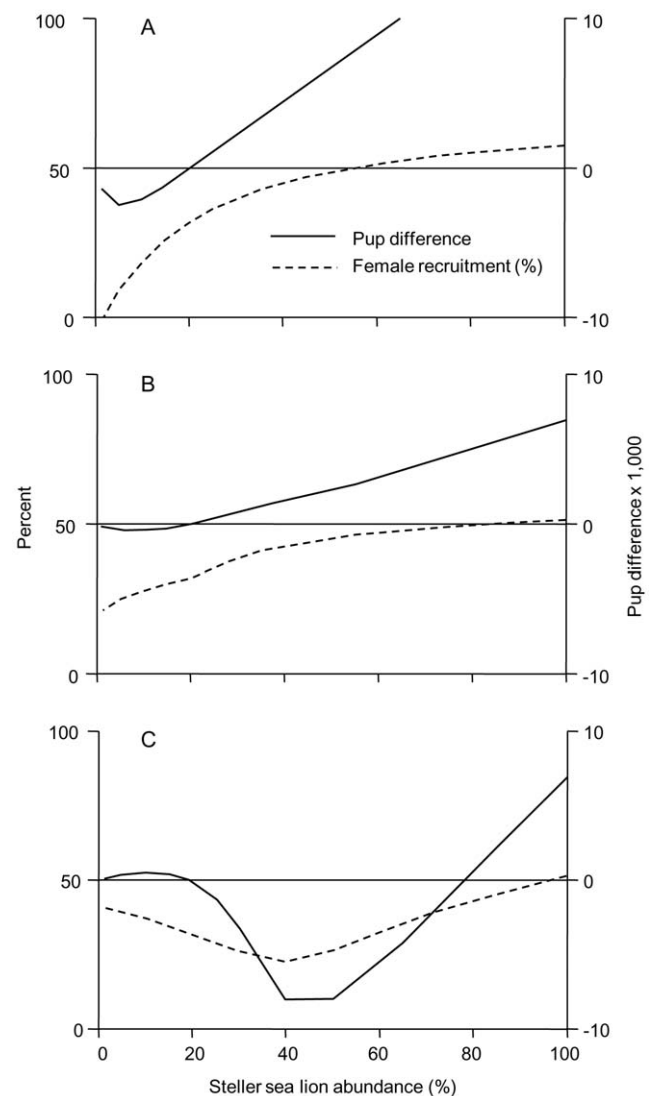 A
100
50
0
10
0
-10
Pup difference
Female recruitment (%)
B
100
50
0
10
0
-10
Percent
Pup difference x 1,000
C
100
50
0
10
0
-10
0 20 40 60 80 100
Steller sea lion abundance (%)